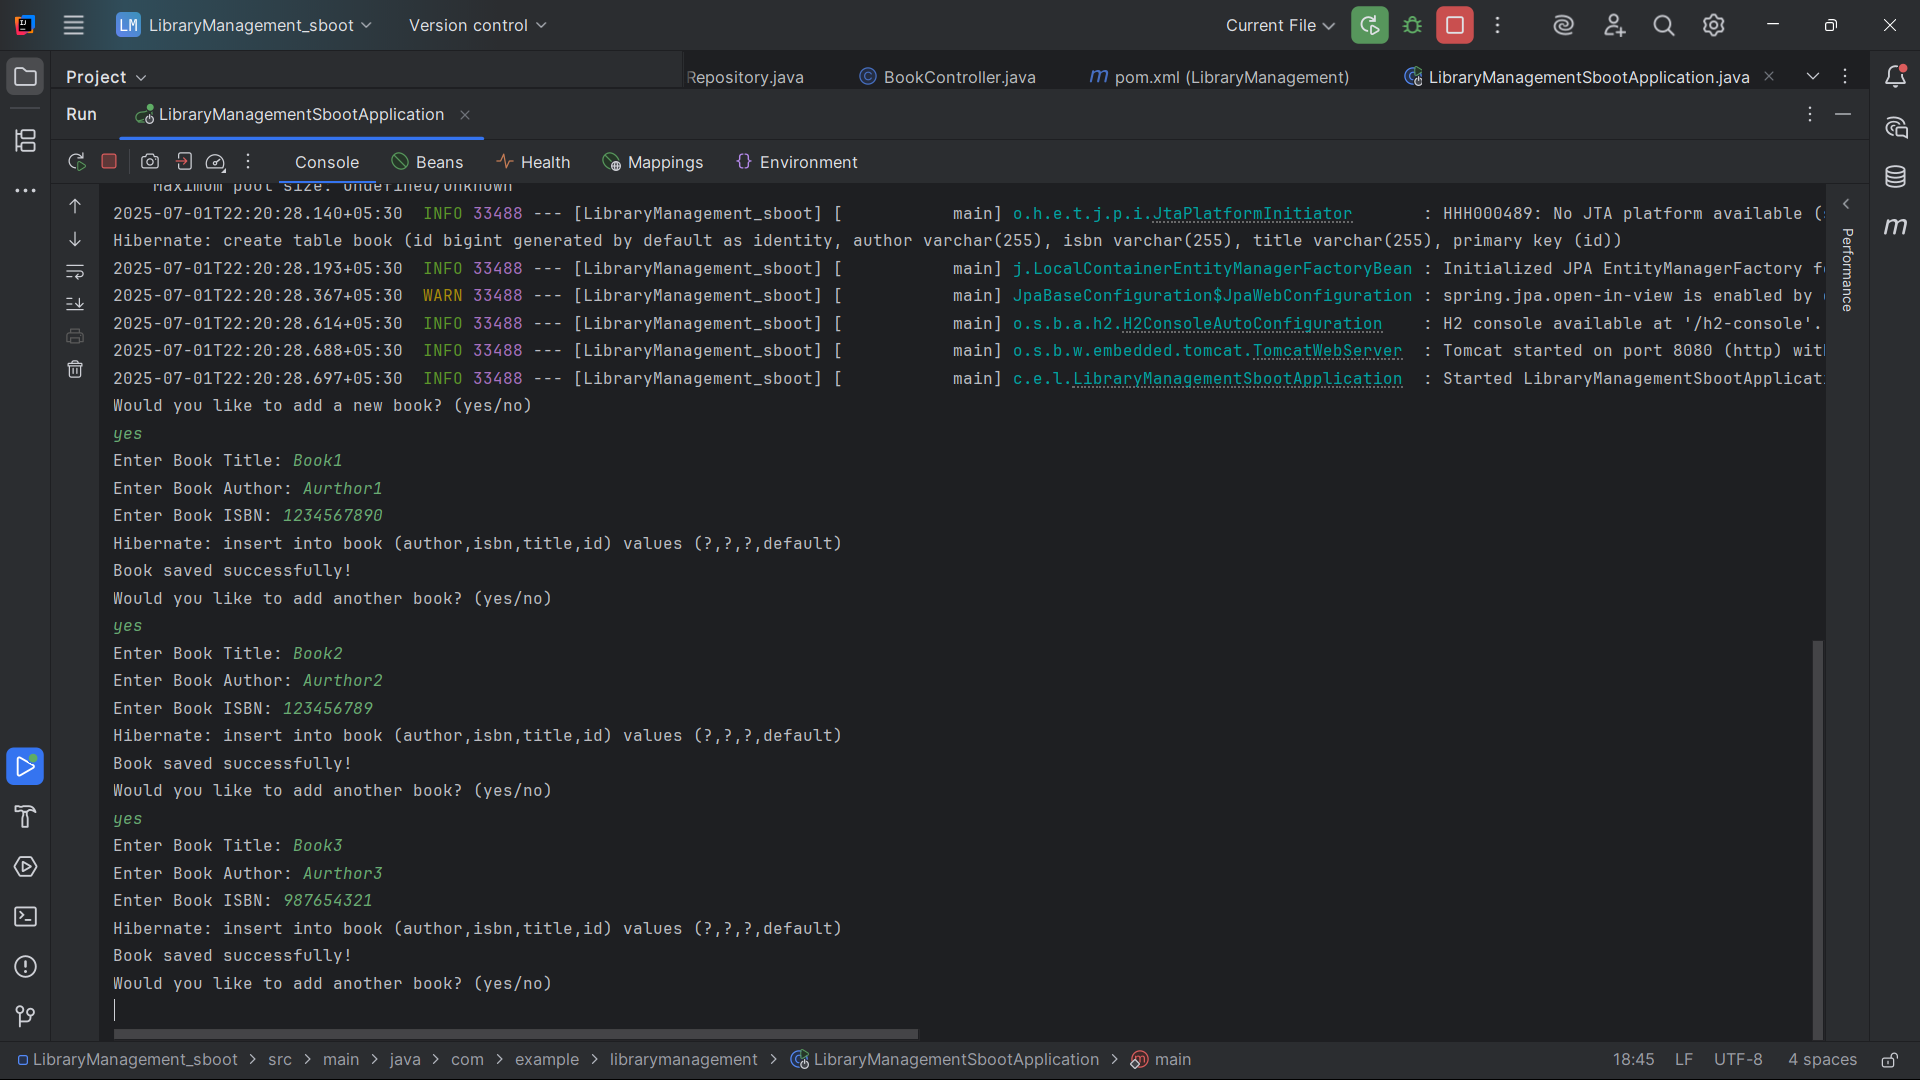 LM LibraryManagement_sboot Version control Current File
Project Repository.java BookController.java m pom.xml (LibraryManagement) LibraryManagementSbootApplication.java
Run LibraryManagementSbootApplication
Console Beans Health Mappings Environment
Maximum pool size: undefined/unknown
2025-07-01T22:20:28.140+05:30 INFO 33488 --- [LibraryManagement_sboot] [ main] o.h.e.t.j.p.i.JtaPlatformInitiator : HHH000489: No JTA platform available (
Hibernate: create table book (id bigint generated by default as identity, author varchar(255), isbn varchar(255), title varchar(255), primary key (id))
2025-07-01T22:20:28.193+05:30 INFO 33488 --- [LibraryManagement_sboot] [ main] j.LocalContainerEntityManagerFactoryBean : Initialized JPA EntityManagerFactory f
2025-07-01T22:20:28.367+05:30 WARN 33488 --- [LibraryManagement_sboot] [ main] JpaBaseConfiguration$JpaWebConfiguration : spring.jpa.open-in-view is enabled by
2025-07-01T22:20:28.614+05:30 INFO 33488 --- [LibraryManagement_sboot] [ main] o.s.b.a.h2.H2ConsoleAutoConfiguration : H2 console available at '/h2-console'.
2025-07-01T22:20:28.688+05:30 INFO 33488 --- [LibraryManagement_sboot] [ main] o.s.b.w.embedded.tomcat.TomcatWebServer : Tomcat started on port 8080 (http) wit
2025-07-01T22:20:28.697+05:30 INFO 33488 --- [LibraryManagement_sboot] [ main] c.e.l.LibraryManagementSbootApplication : Started LibraryManagementSbootApplicat
Would you like to add a new book? (yes/no)
yes
Enter Book Title: Book1
Enter Book Author: Aurthor1
Enter Book ISBN: 1234567890
Hibernate: insert into book (author,isbn,title,id) values (?,?,?,default)
Book saved successfully!
Would you like to add another book? (yes/no)
yes
Enter Book Title: Book2
Enter Book Author: Aurthor2
Enter Book ISBN: 123456789
Hibernate: insert into book (author,isbn,title,id) values (?,?,?,default)
Book saved successfully!
Would you like to add another book? (yes/no)
yes
Enter Book Title: Book3
Enter Book Author: Aurthor3
Enter Book ISBN: 987654321
Hibernate: insert into book (author,isbn,title,id) values (?,?,?,default)
Book saved successfully!
Would you like to add another book? (yes/no)
Performance
m
LibraryManagement_sboot > src > main > java > com > example > librarymanagement > LibraryManagementSbootApplication > main 18:45 LF UTF-8 4 spaces